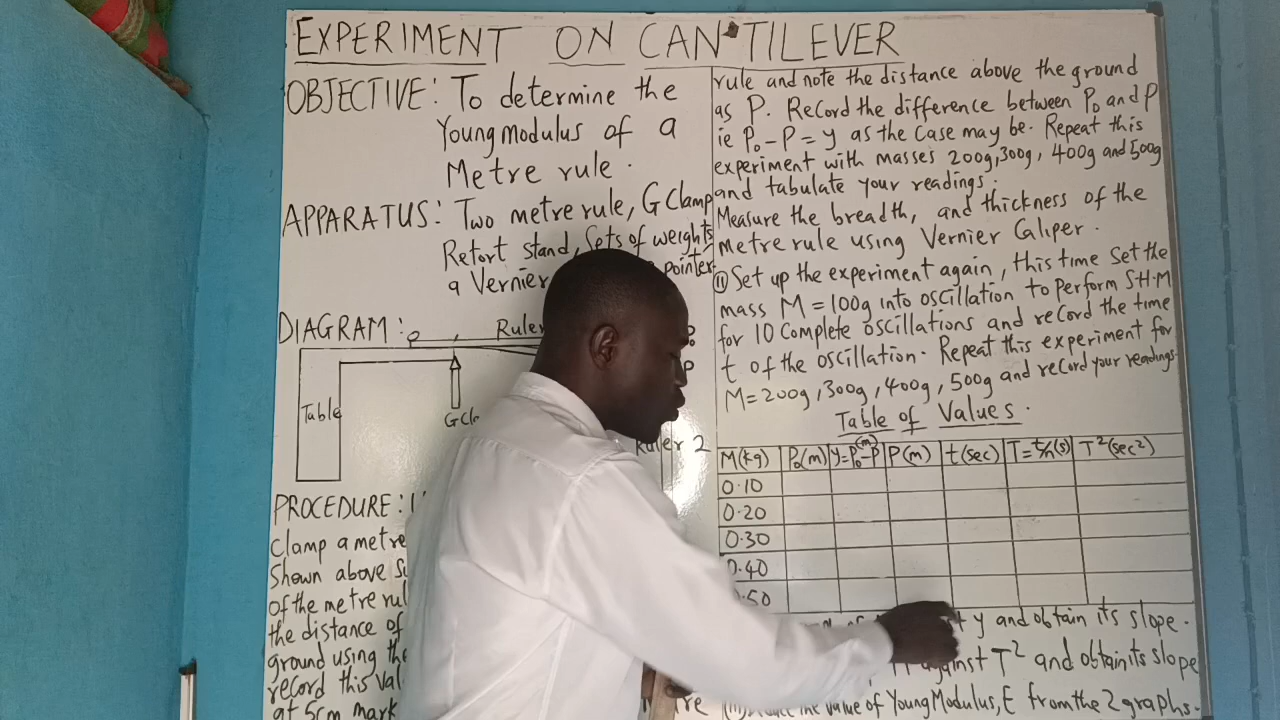 EXPERIMENT ON CANTILEVER
OBJECTIVE: To determine the
Young modulus of a
Metre rule.
APPARATUS: Two metre rule, G Clamp
Retort stand, Sets of weights
a Vernier pointer
DIAGRAM:
Ruler
P
Table
GCla
Ruler 2
PROCEDURE:
Clamp a metre
Shown above
of the metre rul
the distance of
ground using the
record this val
at 5cm mark
rule and note the distance above the ground
as P. Record the difference between P₀ and P
ie P₀-P=y as the case may be. Repeat this
experiment with masses 200g, 300g, 400g and 500g
and tabulate your readings.
Measure the breadth, and thickness of the
metre rule using Vernier Caliper.
(ii) Set up the experiment again, this time Set the
mass M=100g into oscillation to perform S.H.M
for 10 Complete oscillations and record the time
t of the oscillation. Repeat this experiment for
M=200g, 300g, 400g, 500g and record your readings.
Table of Values.
M(kg) P₀(m) y=P₀-P(m) P(m) t(sec) T=t/n(s) T²(sec²)
0.10
0.20
0.30
0.40
0.50
y and obtain its slope.
against T² and obtain its slope
the value of Young Modulus, E from the 2 graphs.